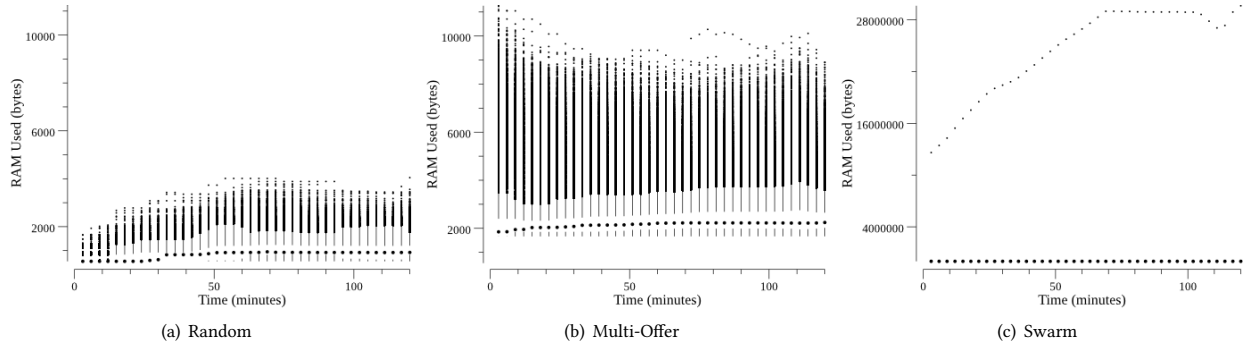 10000
6000
2000
RAM Used (bytes)
0
50
100
Time (minutes)
(a) Random
10000
6000
2000
RAM Used (bytes)
0
50
100
Time (minutes)
(b) Multi-Offer
28000000
16000000
4000000
RAM Used (bytes)
0
50
100
Time (minutes)
(c) Swarm